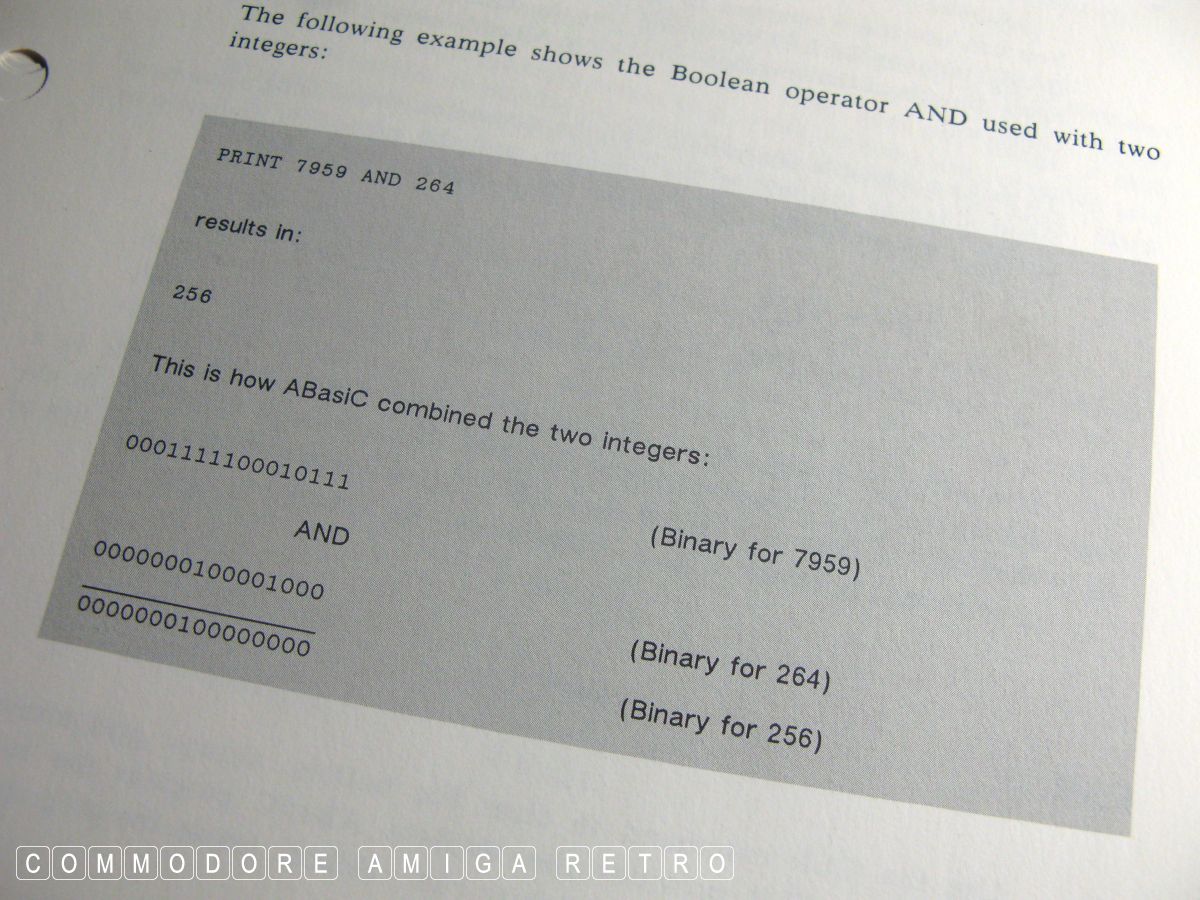 The following example shows the Boolean operator AND used with two
integers:
PRINT 7959 AND 264
results in:
256
This is how ABasiC combined the two integers:
0001111100010111
AND
(Binary for 7959)
0000000100001000
(Binary for 264)
0000000100000000
(Binary for 256)
COMMODORE AMIGA RETRO